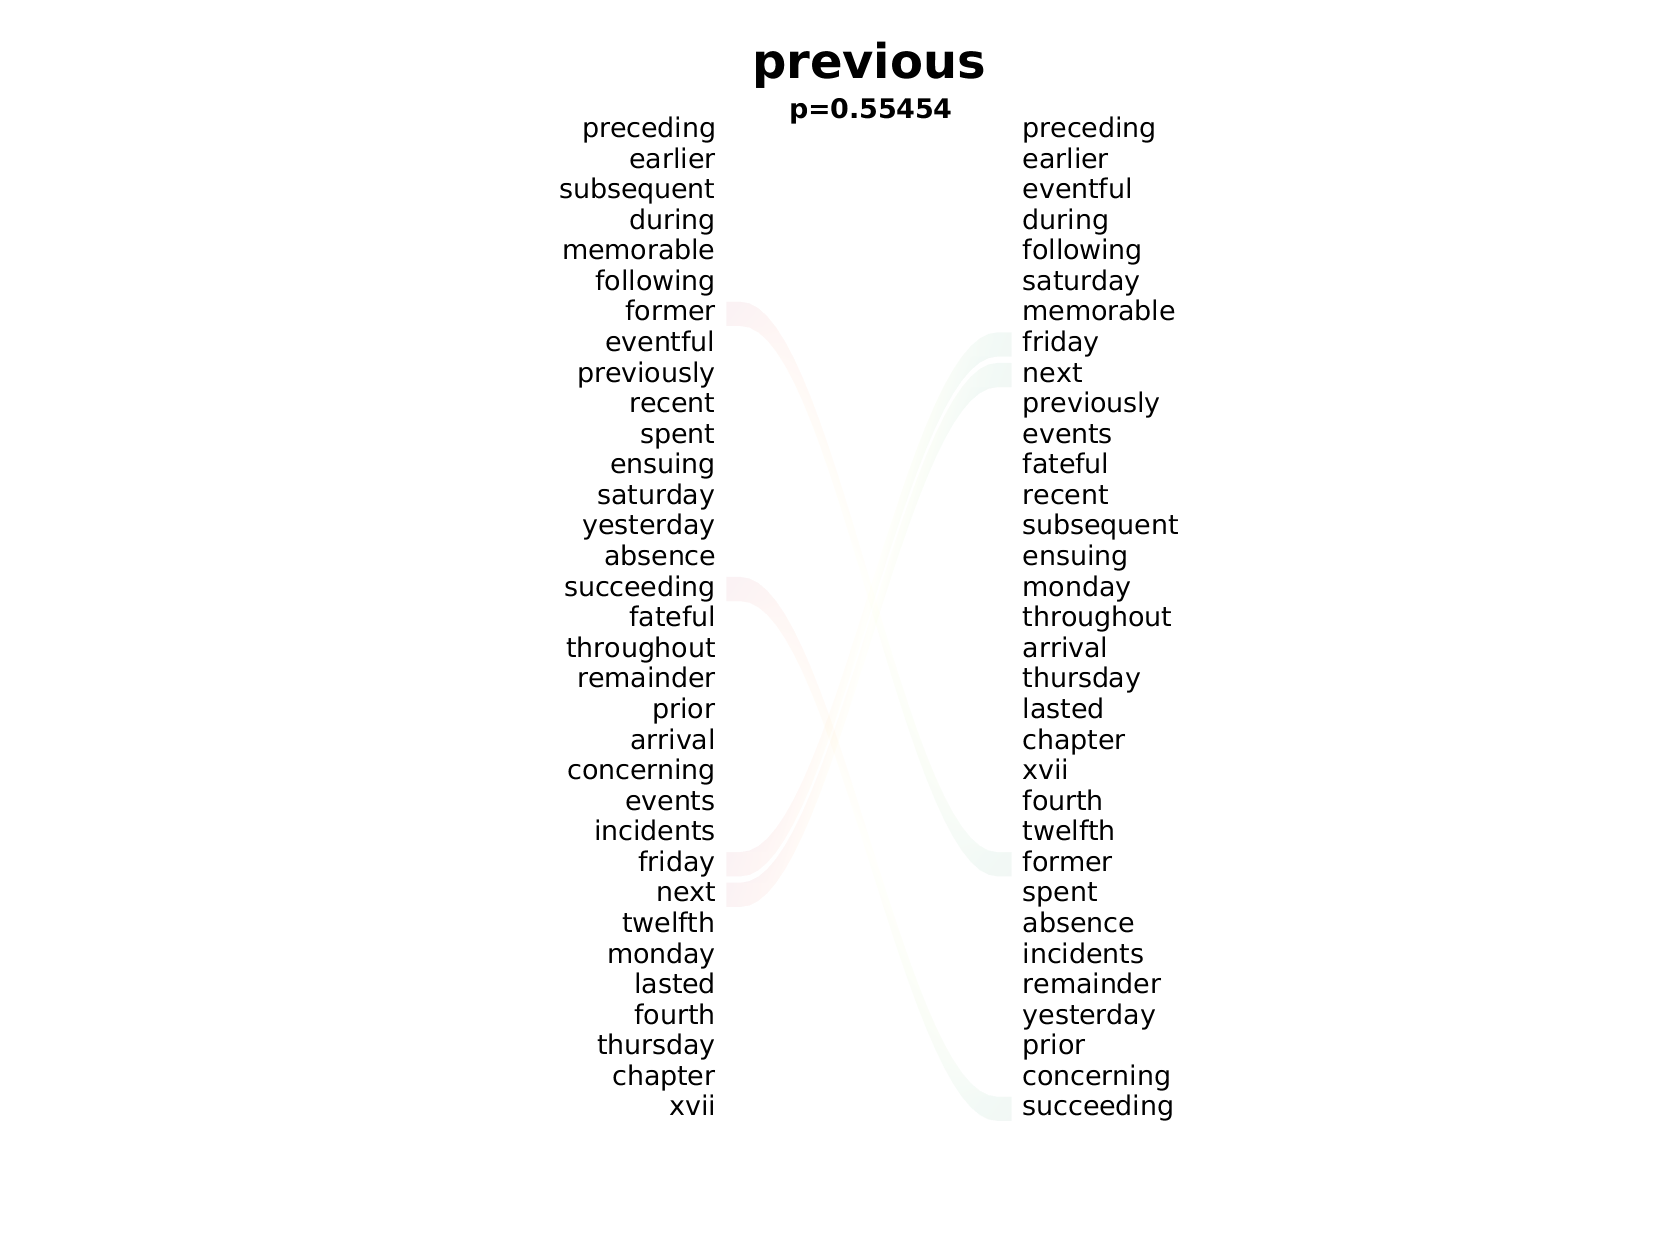 previous
p=0.55454
preceding
earlier
subsequent
during
memorable
following
former
eventful
previously
recent
spent
ensuing
saturday
yesterday
absence
succeeding
fateful
throughout
remainder
prior
arrival
concerning
events
incidents
friday
next
twelfth
monday
lasted
fourth
thursday
chapter
xvii
preceding
earlier
eventful
during
following
saturday
memorable
friday
next
previously
events
fateful
recent
subsequent
ensuing
monday
throughout
arrival
thursday
lasted
chapter
xvii
fourth
twelfth
former
spent
absence
incidents
remainder
yesterday
prior
concerning
succeeding